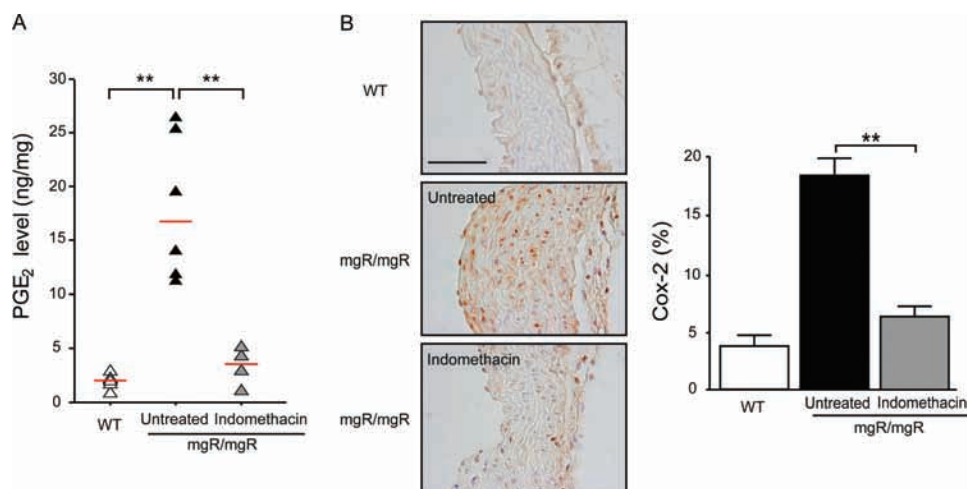 A
PGE2 level (ng/mg)
30
25
20
15
10
5
0
**
**
WT
Untreated
Indomethacin
mgR/mgR
B
WT
Untreated
mgR/mgR
Indomethacin
mgR/mgR
Cox-2 (%)
20
15
10
5
0
**
WT
Untreated
Indomethacin
mgR/mgR